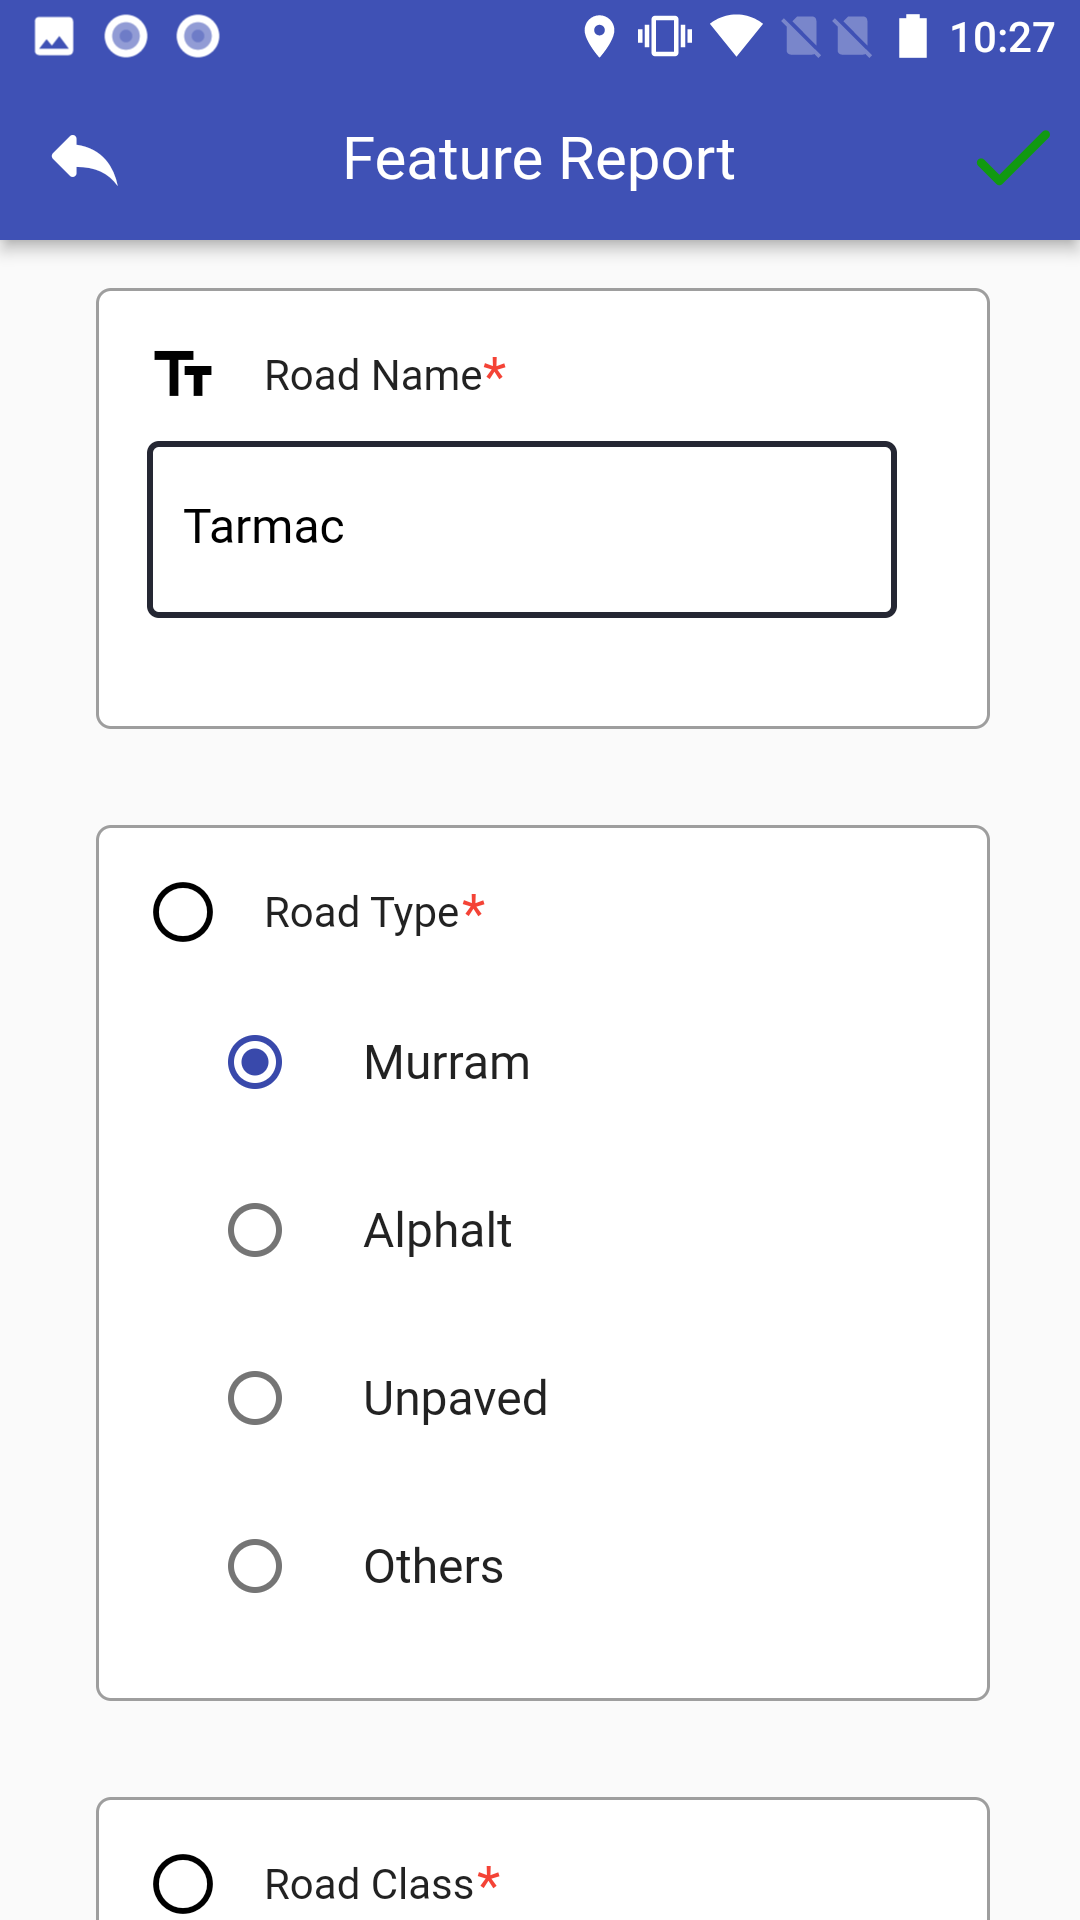 10:27
Feature Report
Road Name*
Tarmac
Road Type*
Murram
Alphalt
Unpaved
Others
Road Class*